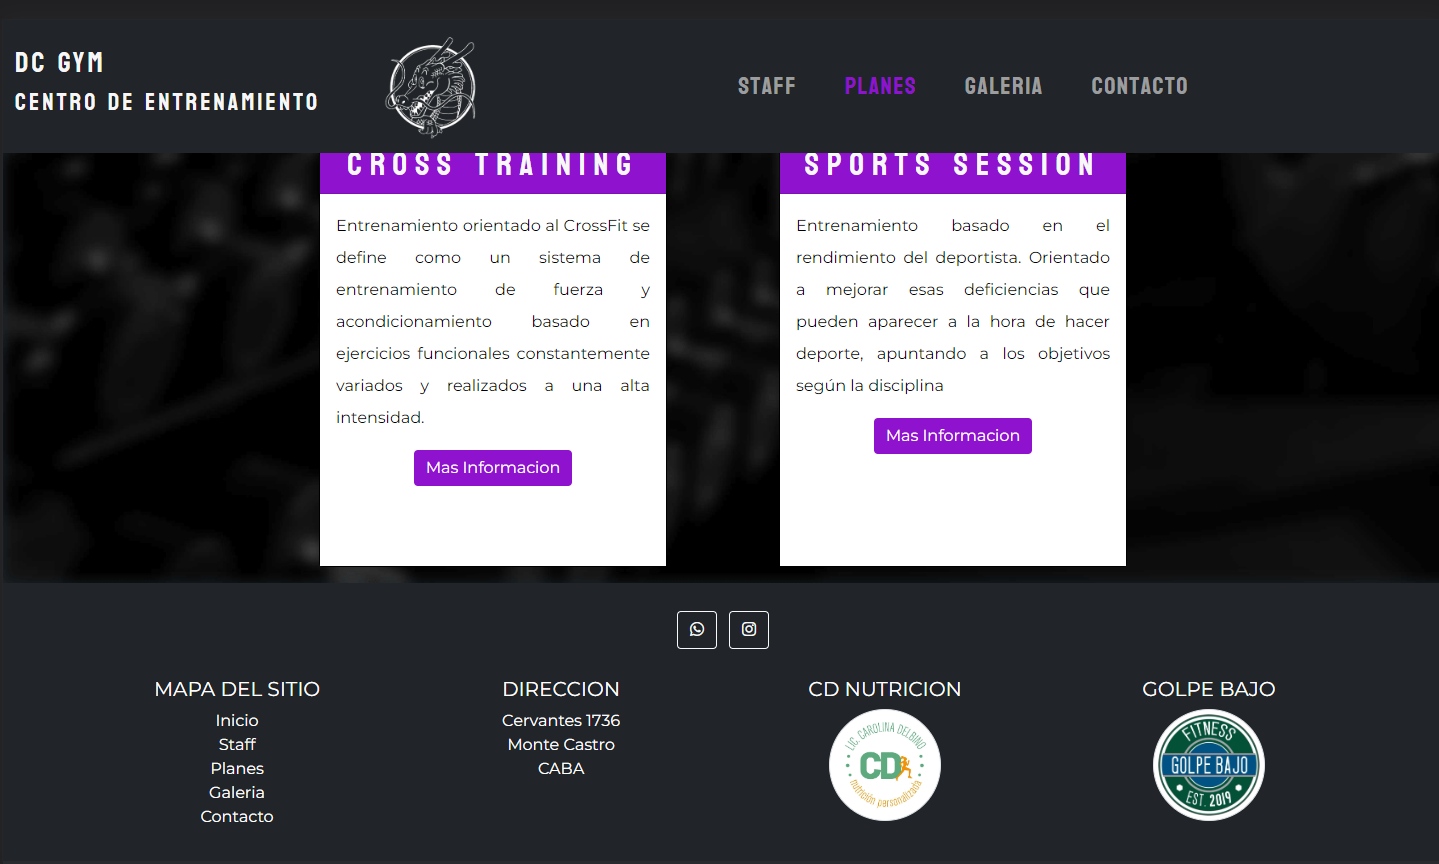 DC GYM
CENTRO DE ENTRENAMIENTO
STAFF
PLANES
GALERIA
CONTACTO
CROSS TRAINING
Entrenamiento orientado al CrossFit se
define como un sistema de
entrenamiento de fuerza y
acondicionamiento basado en
ejercicios funcionales constantemente
variados y realizados a una alta
intensidad.
Mas Informacion
SPORTS SESSION
Entrenamiento basado en el
rendimiento del deportista. Orientado
a mejorar esas deficiencias que
pueden aparecer a la hora de hacer
deporte, apuntando a los objetivos
según la disciplina
Mas Informacion
MAPA DEL SITIO
Inicio
Staff
Planes
Galeria
Contacto
DIRECCION
Cervantes 1736
Monte Castro
CABA
CD NUTRICION
LIC. CAROLINA DELBINO
CD
nutrición personalizada
GOLPE BAJO
FITNESS
GOLPE BAJO
EST. 2019